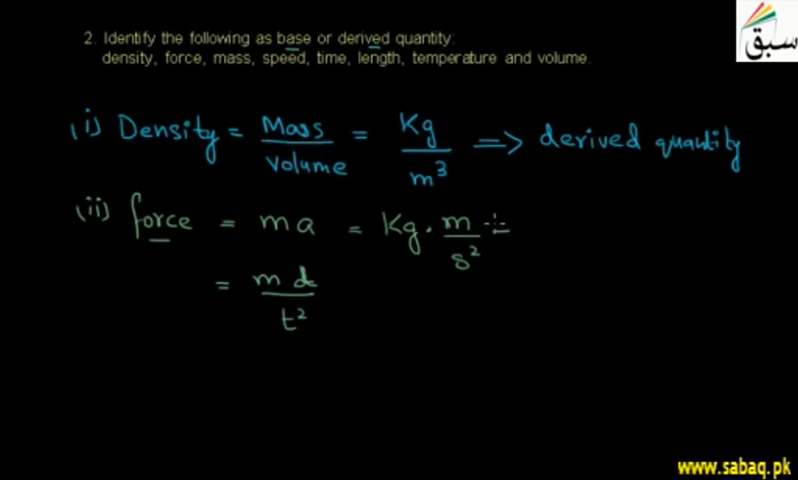 2. Identify the following as base or derived quantity:
density, force, mass, speed, time, length, temperature and volume.
سبق
(i) Density = Mass / volume = Kg / m³ => derived quantity
(ii) force = ma = Kg . m / s²
= md / t²
www.sabaq.pk